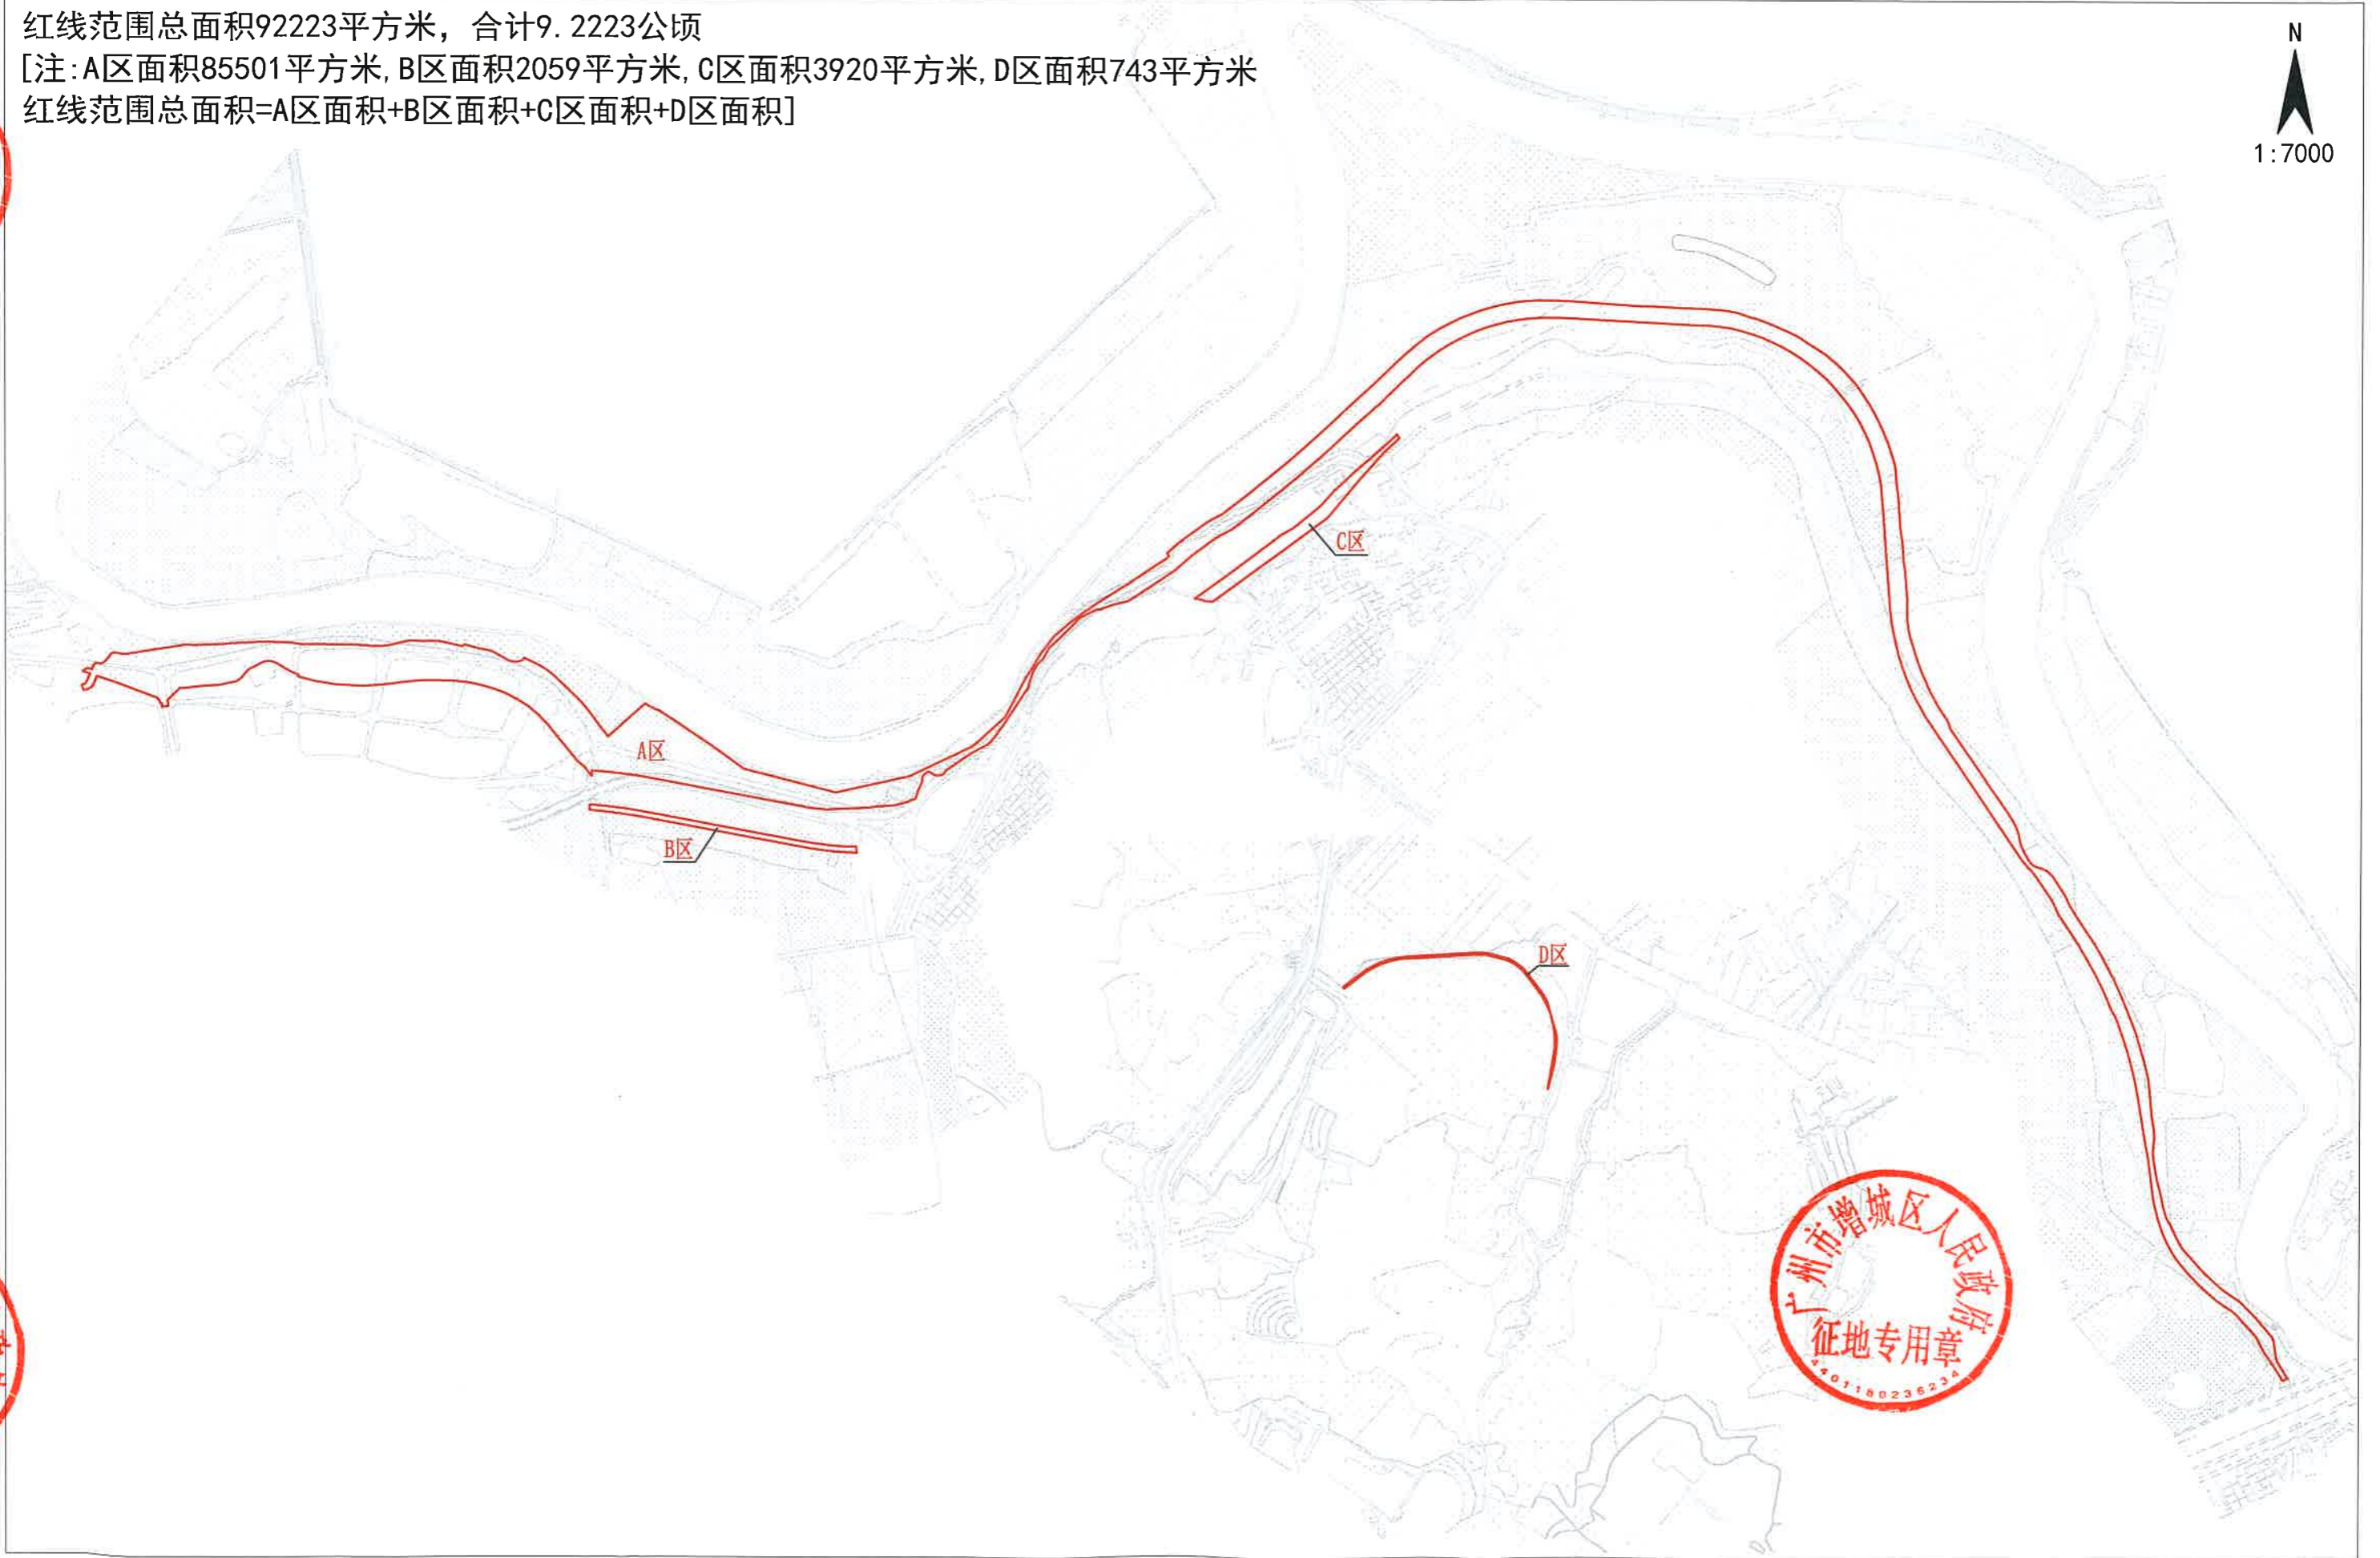 红线范围总面积92223平方米，合计9.2223公顷
[注:A区面积85501平方米,B区面积2059平方米,C区面积3920平方米,D区面积743平方米
红线范围总面积=A区面积+B区面积+C区面积+D区面积]
N
1:7000
C区
A区
B区
D区
广州市增城区人民政府
征地专用章
4401180236234